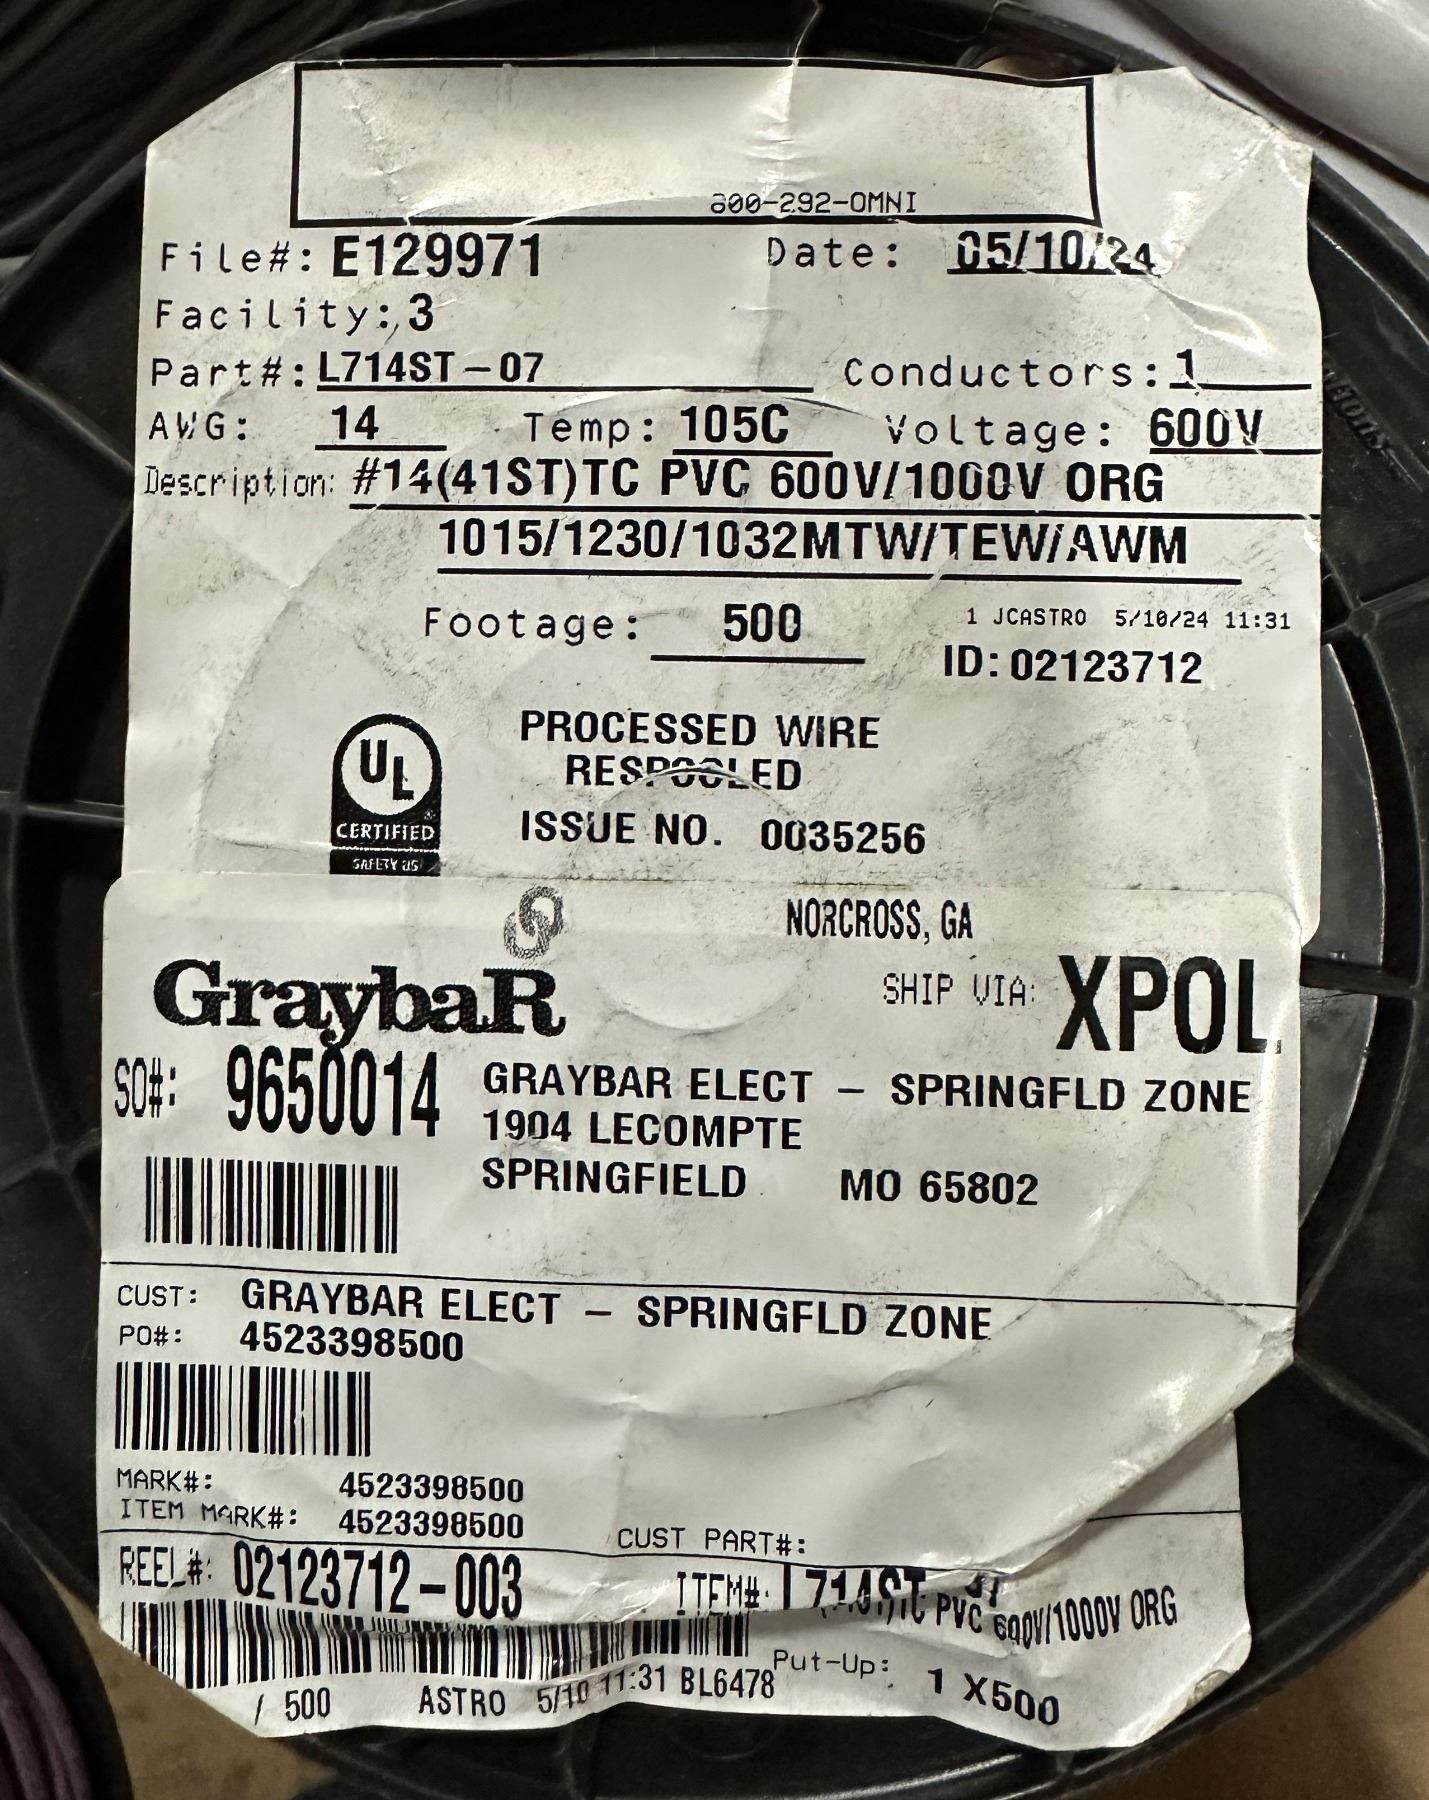 800-292-OMNI
File#: E129971 Date: 05/10/24
Facility: 3
Part#: L714ST-07 Conductors: 1
AWG: 14 Temp: 105C Voltage: 600V
Description: #14(41ST)TC PVC 600V/1000V ORG
1015/1230/1032MTW/TEW/AWM
Footage: 500
1 JCASTRO 5/10/24 11:31
ID: 02123712
UL
CERTIFIED
SAFETY US
PROCESSED WIRE
RESPOOLED
ISSUE NO. 0035256
NORCROSS, GA
GraybaR
SHIP VIA: XPOL
SO#: 9650014
GRAYBAR ELECT - SPRINGFLD ZONE
1904 LECOMPTE
SPRINGFIELD MO 65802
CUST: GRAYBAR ELECT - SPRINGFLD ZONE
PO#: 4523398500
MARK#: 4523398500
ITEM MARK#: 4523398500
CUST PART#:
REEL#: 02123712-003
ITEM#:
PVC 600V/1000V ORG
Put-Up: 1 X500
/ 500 ASTRO 5/10 11:31 BL6478